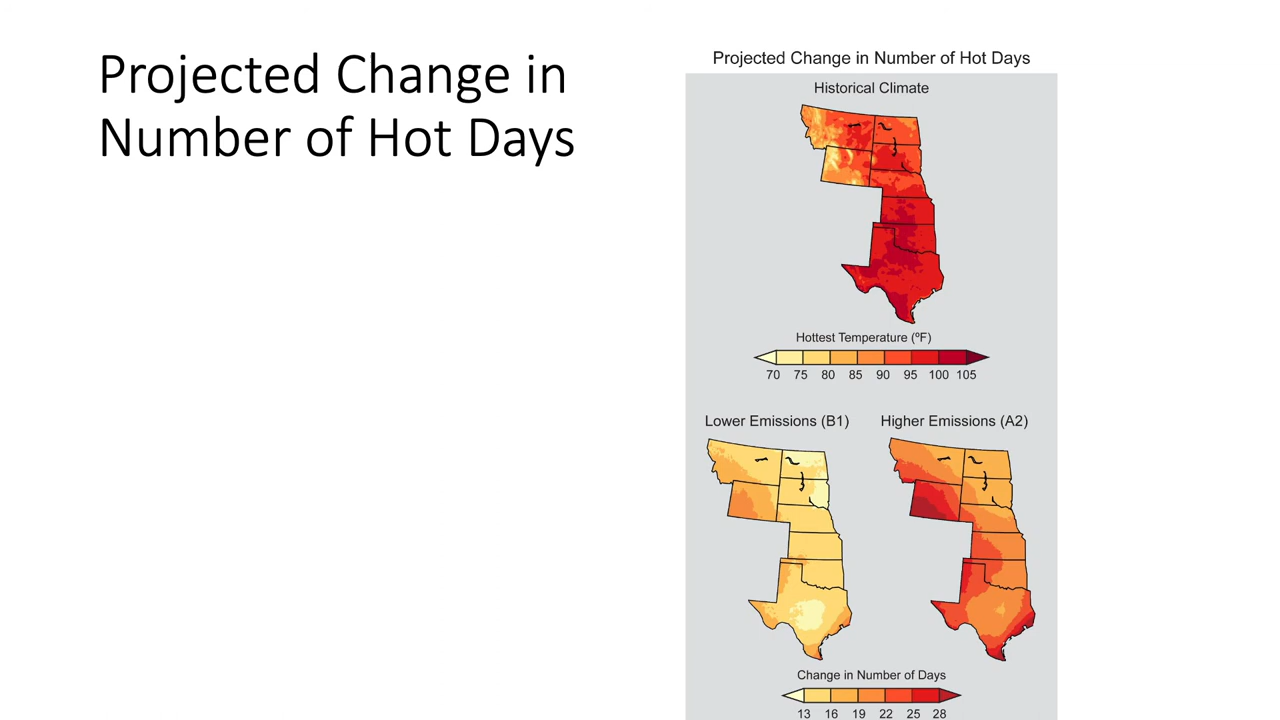 Projected Change in
Number of Hot Days
Projected Change in Number of Hot Days
Historical Climate
Hottest Temperature (ºF)
70 75 80 85 90 95 100 105
Lower Emissions (B1) Higher Emissions (A2)
Change in Number of Days
13 16 19 22 25 28